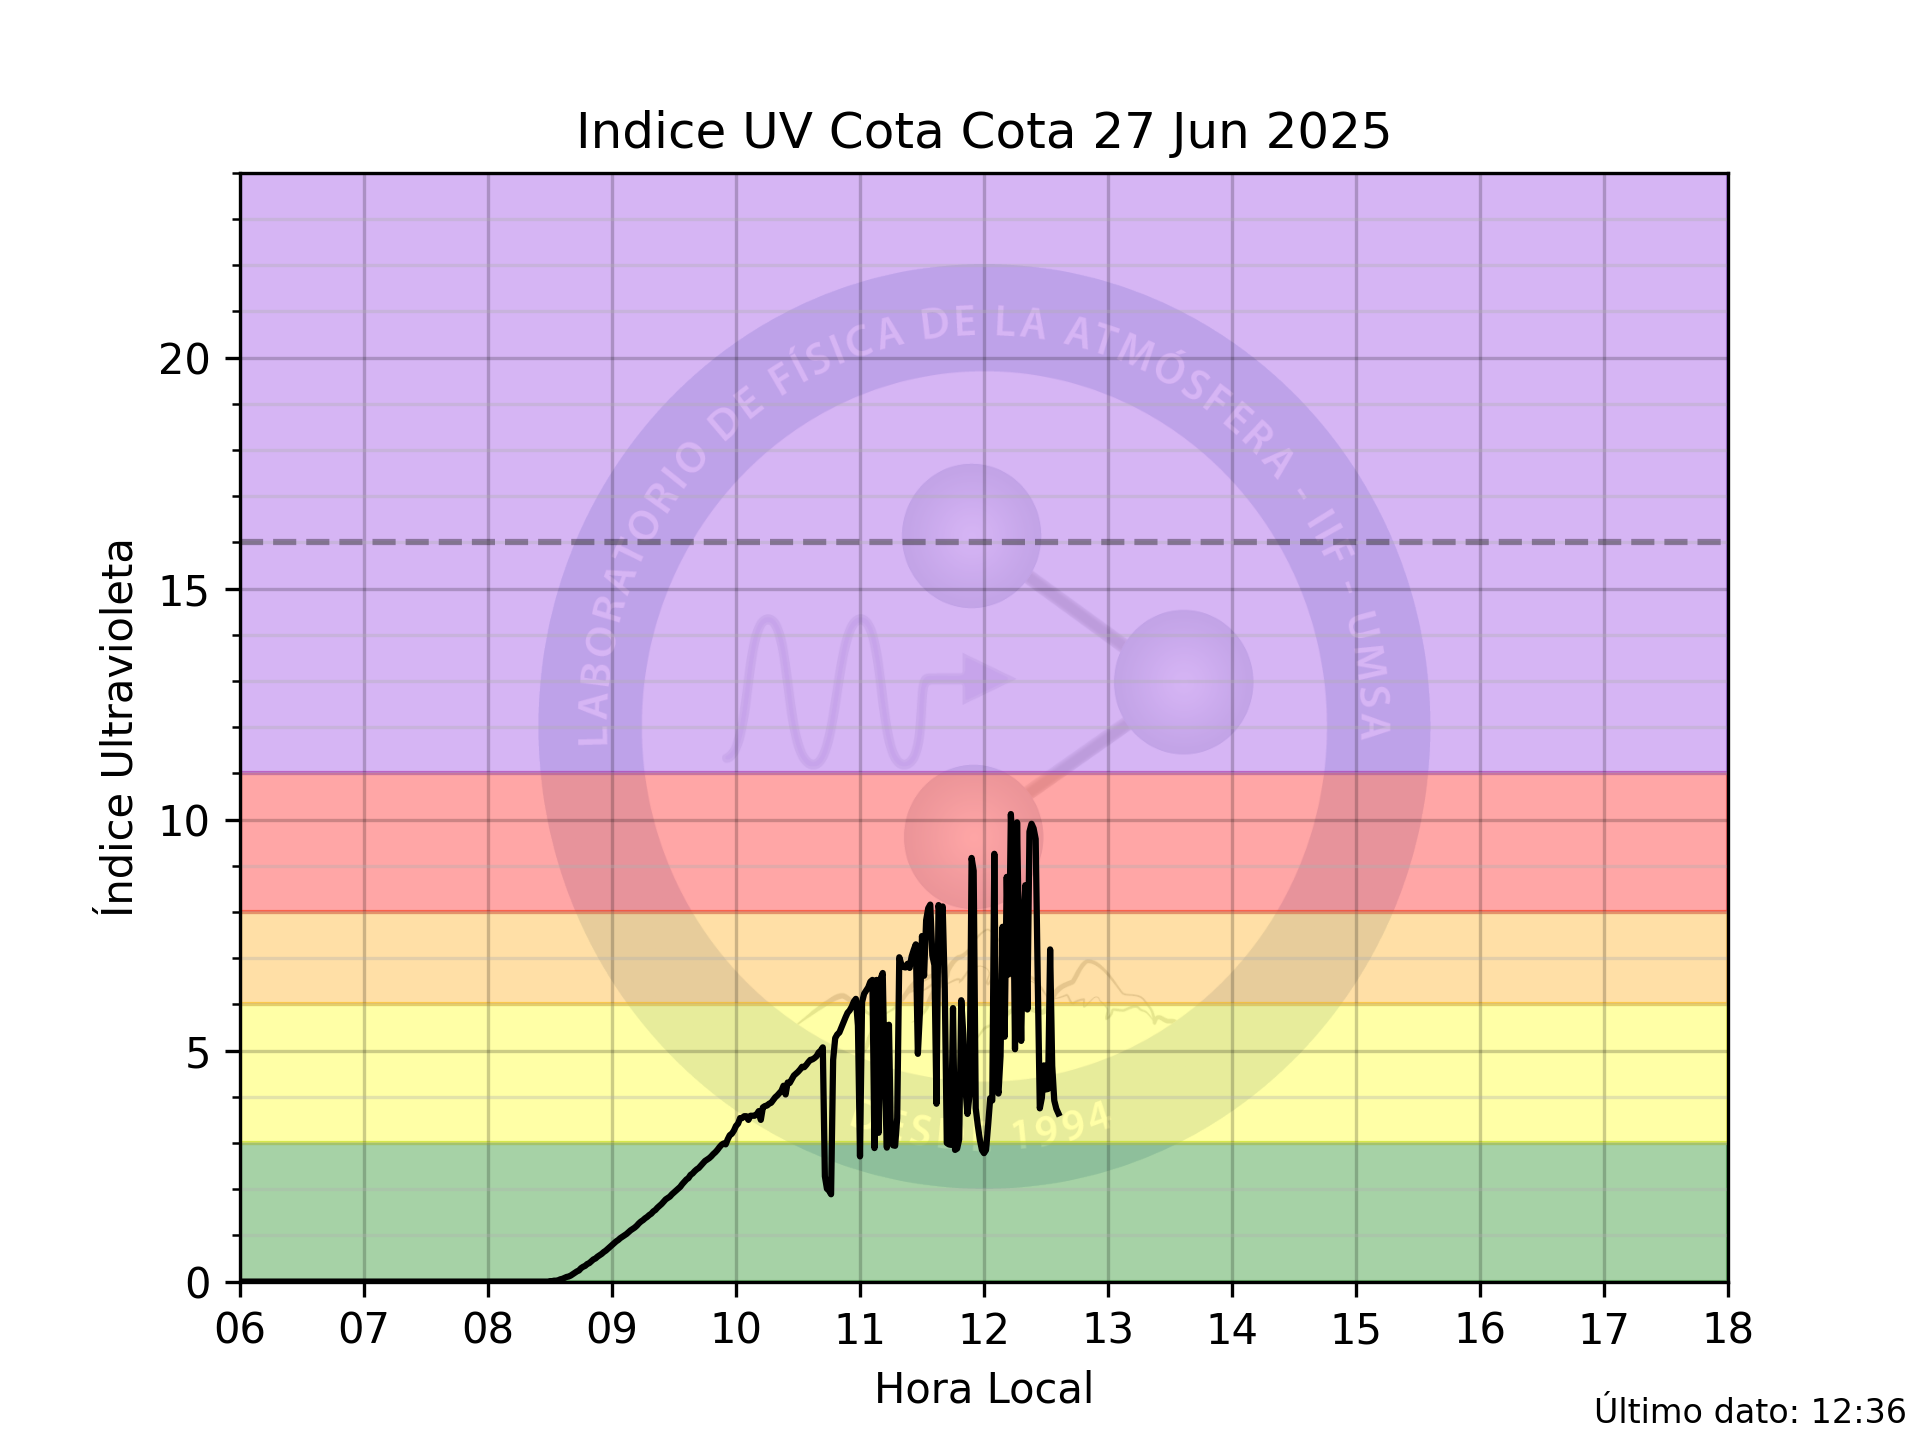 Indice UV Cota Cota 27 Jun 2025
LABORATORIO DE FÍSICA DE LA ATMÓSFERA - IIF - UMSA
1994
Índice Ultravioleta
20
15
10
5
0
06 07 08 09 10 11 12 13 14 15 16 17 18
Hora Local
Último dato: 12:36